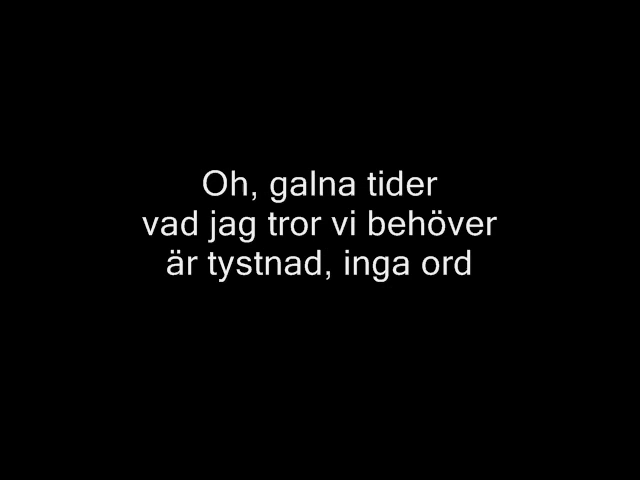 Oh, galna tider
vad jag tror vi behöver
är tystnad, inga ord